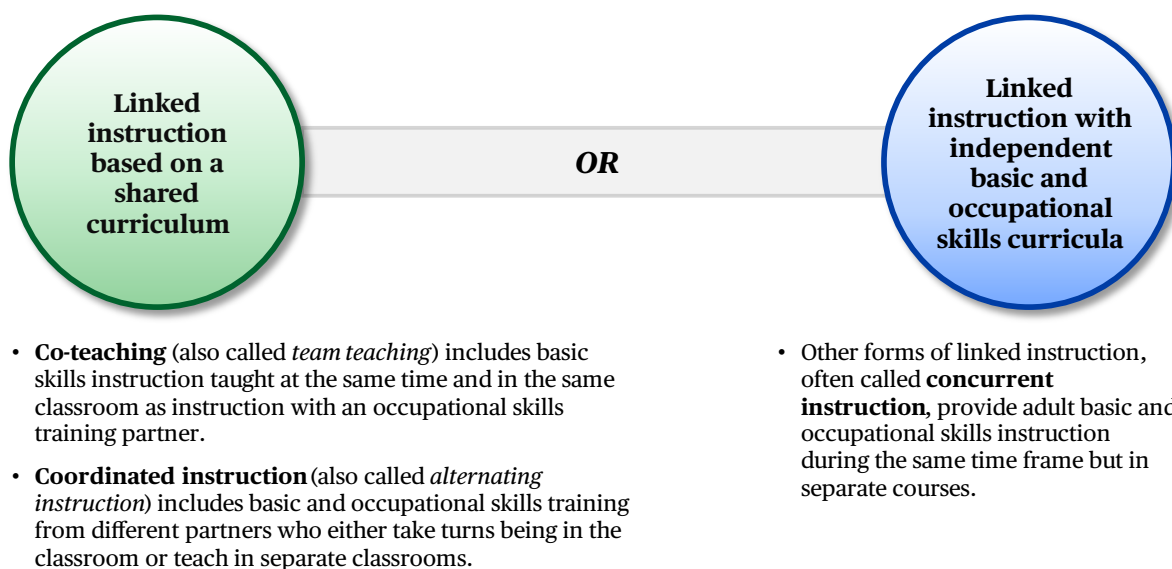 Linked
instruction
based on a
shared
curriculum
OR
Linked
instruction with
independent
basic and
occupational
skills curricula
• Co-teaching (also called team teaching) includes basic
skills instruction taught at the same time and in the same
classroom as instruction with an occupational skills
training partner.
• Coordinated instruction (also called alternating
instruction) includes basic and occupational skills training
from different partners who either take turns being in the
classroom or teach in separate classrooms.
• Other forms of linked instruction,
often called concurrent
instruction, provide adult basic and
occupational skills instruction
during the same time frame but in
separate courses.